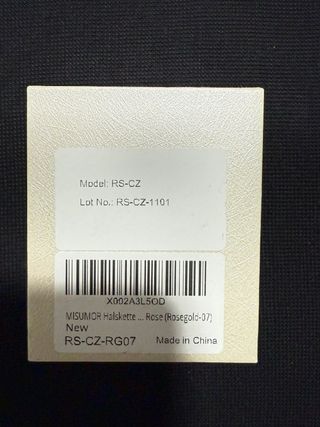 Model: RS-CZ
Lot No.: RS-CZ-1101
X002A3L5OD
MISUMOR Halskette ... Rose (Rosegold-07)
New
RS-CZ-RG07 Made in China